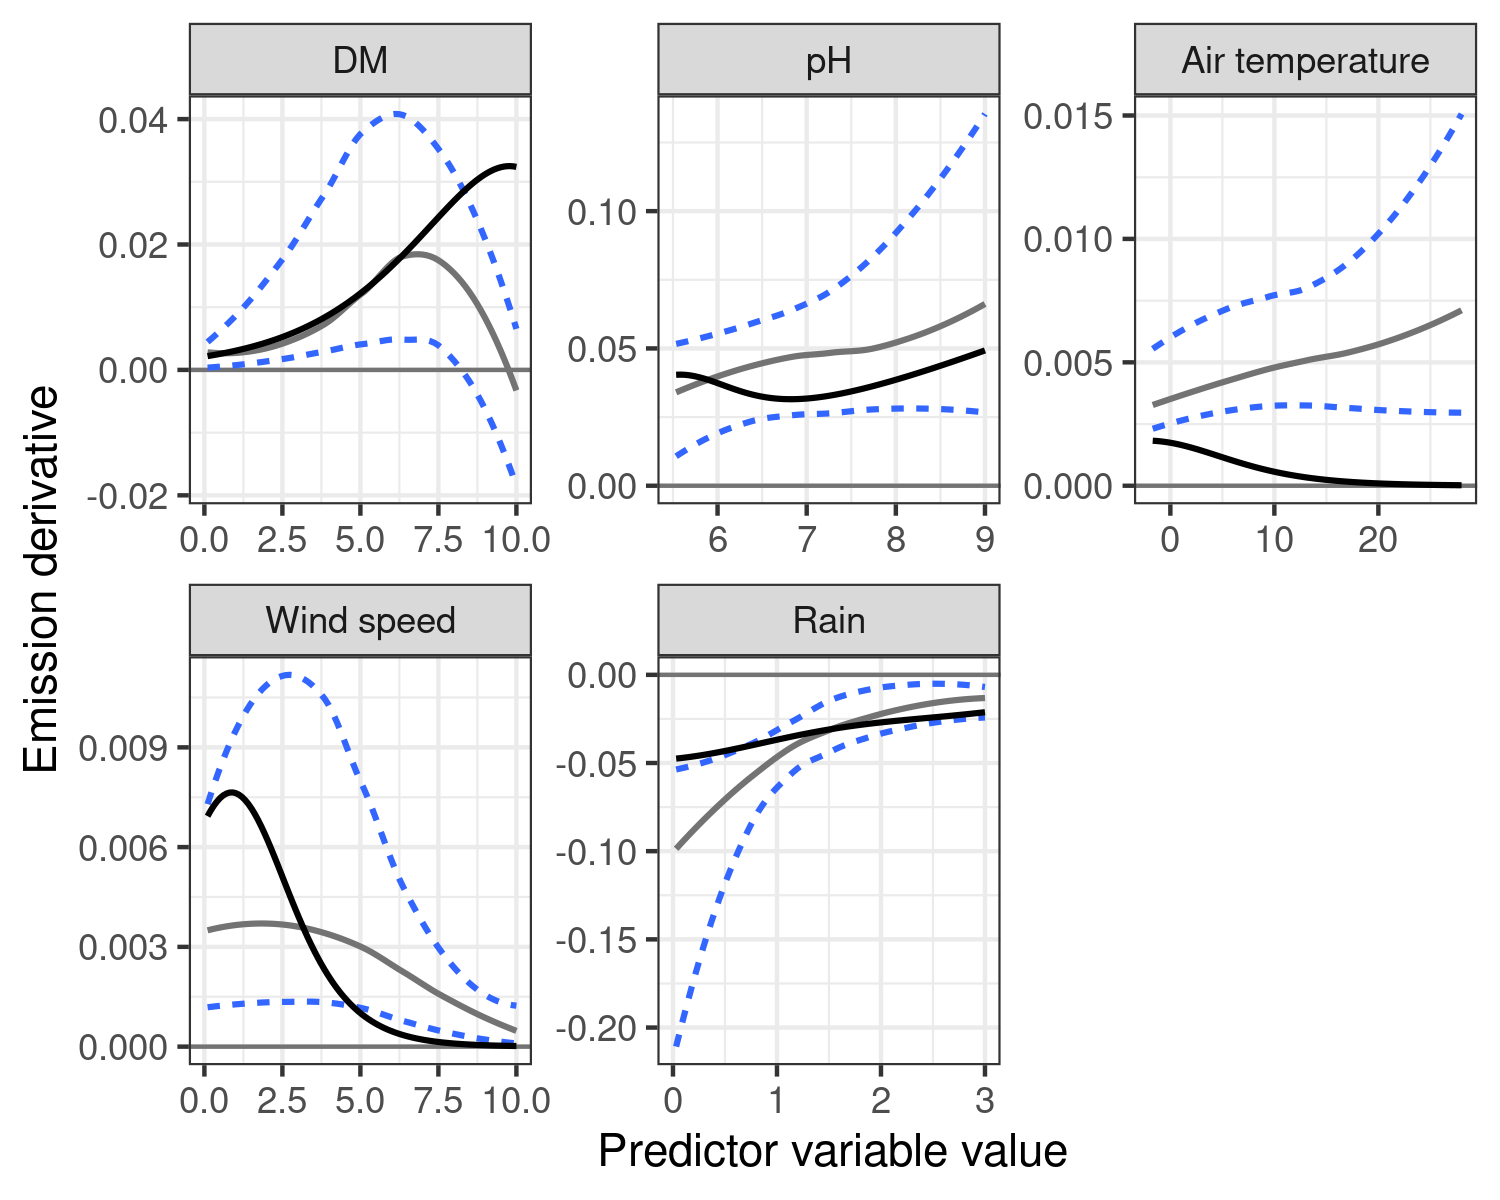 DM
pH
Air temperature
0.04
0.02
0.00
-0.02
0.0 2.5 5.0 7.5 10.0
0.10
0.05
0.00
6 7 8 9
0.015
0.010
0.005
0.000
0 10 20
Emission derivative
Wind speed
Rain
0.009
0.006
0.003
0.000
0.0 2.5 5.0 7.5 10.0
0.00
-0.05
-0.10
-0.15
-0.20
0 1 2 3
Predictor variable value